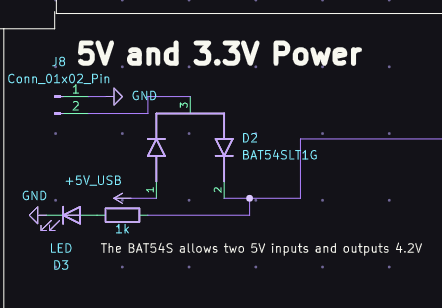 5V and 3.3V Power
J8
Conn_01x02_Pin
1
GND
2
3
D2
BAT54SLT1G
+5V_USB
1
2
GND
1k
LED
D3
The BAT54S allows two 5V inputs and outputs 4.2V